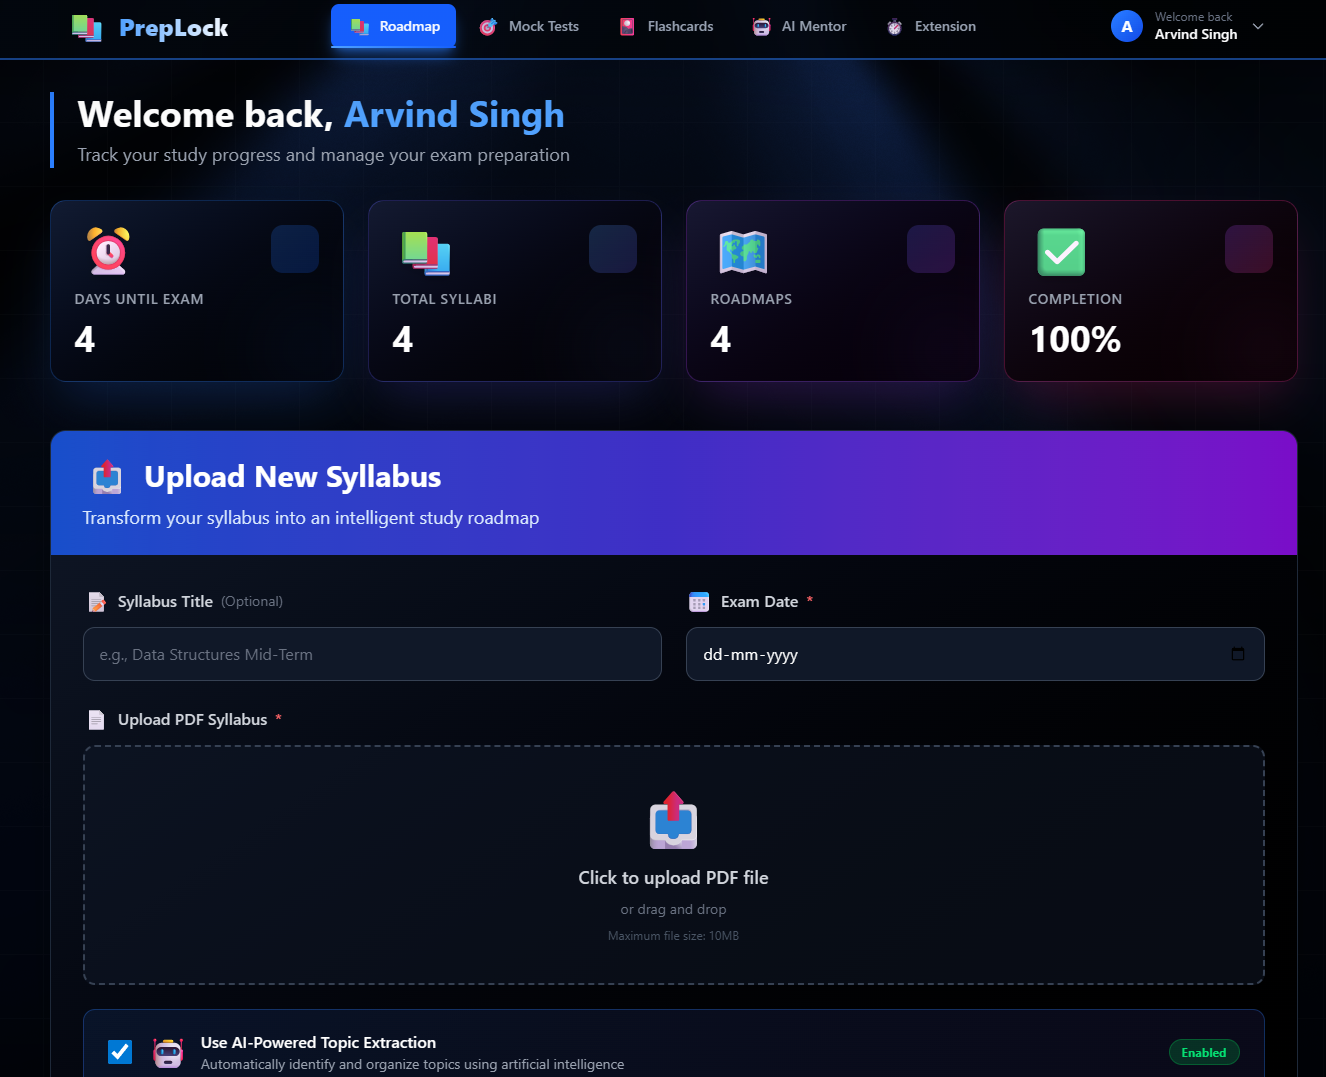 PrepLock
Roadmap
Mock Tests
Flashcards
AI Mentor
Extension
A
Welcome back
Arvind Singh
Welcome back, Arvind Singh
Track your study progress and manage your exam preparation
DAYS UNTIL EXAM
4
TOTAL SYLLABI
4
ROADMAPS
4
COMPLETION
100%
Upload New Syllabus
Transform your syllabus into an intelligent study roadmap
Syllabus Title (Optional)
e.g., Data Structures Mid-Term
Exam Date *
dd-mm-yyyy
Upload PDF Syllabus *
Click to upload PDF file
or drag and drop
Maximum file size: 10MB
Use AI-Powered Topic Extraction
Automatically identify and organize topics using artificial intelligence
Enabled